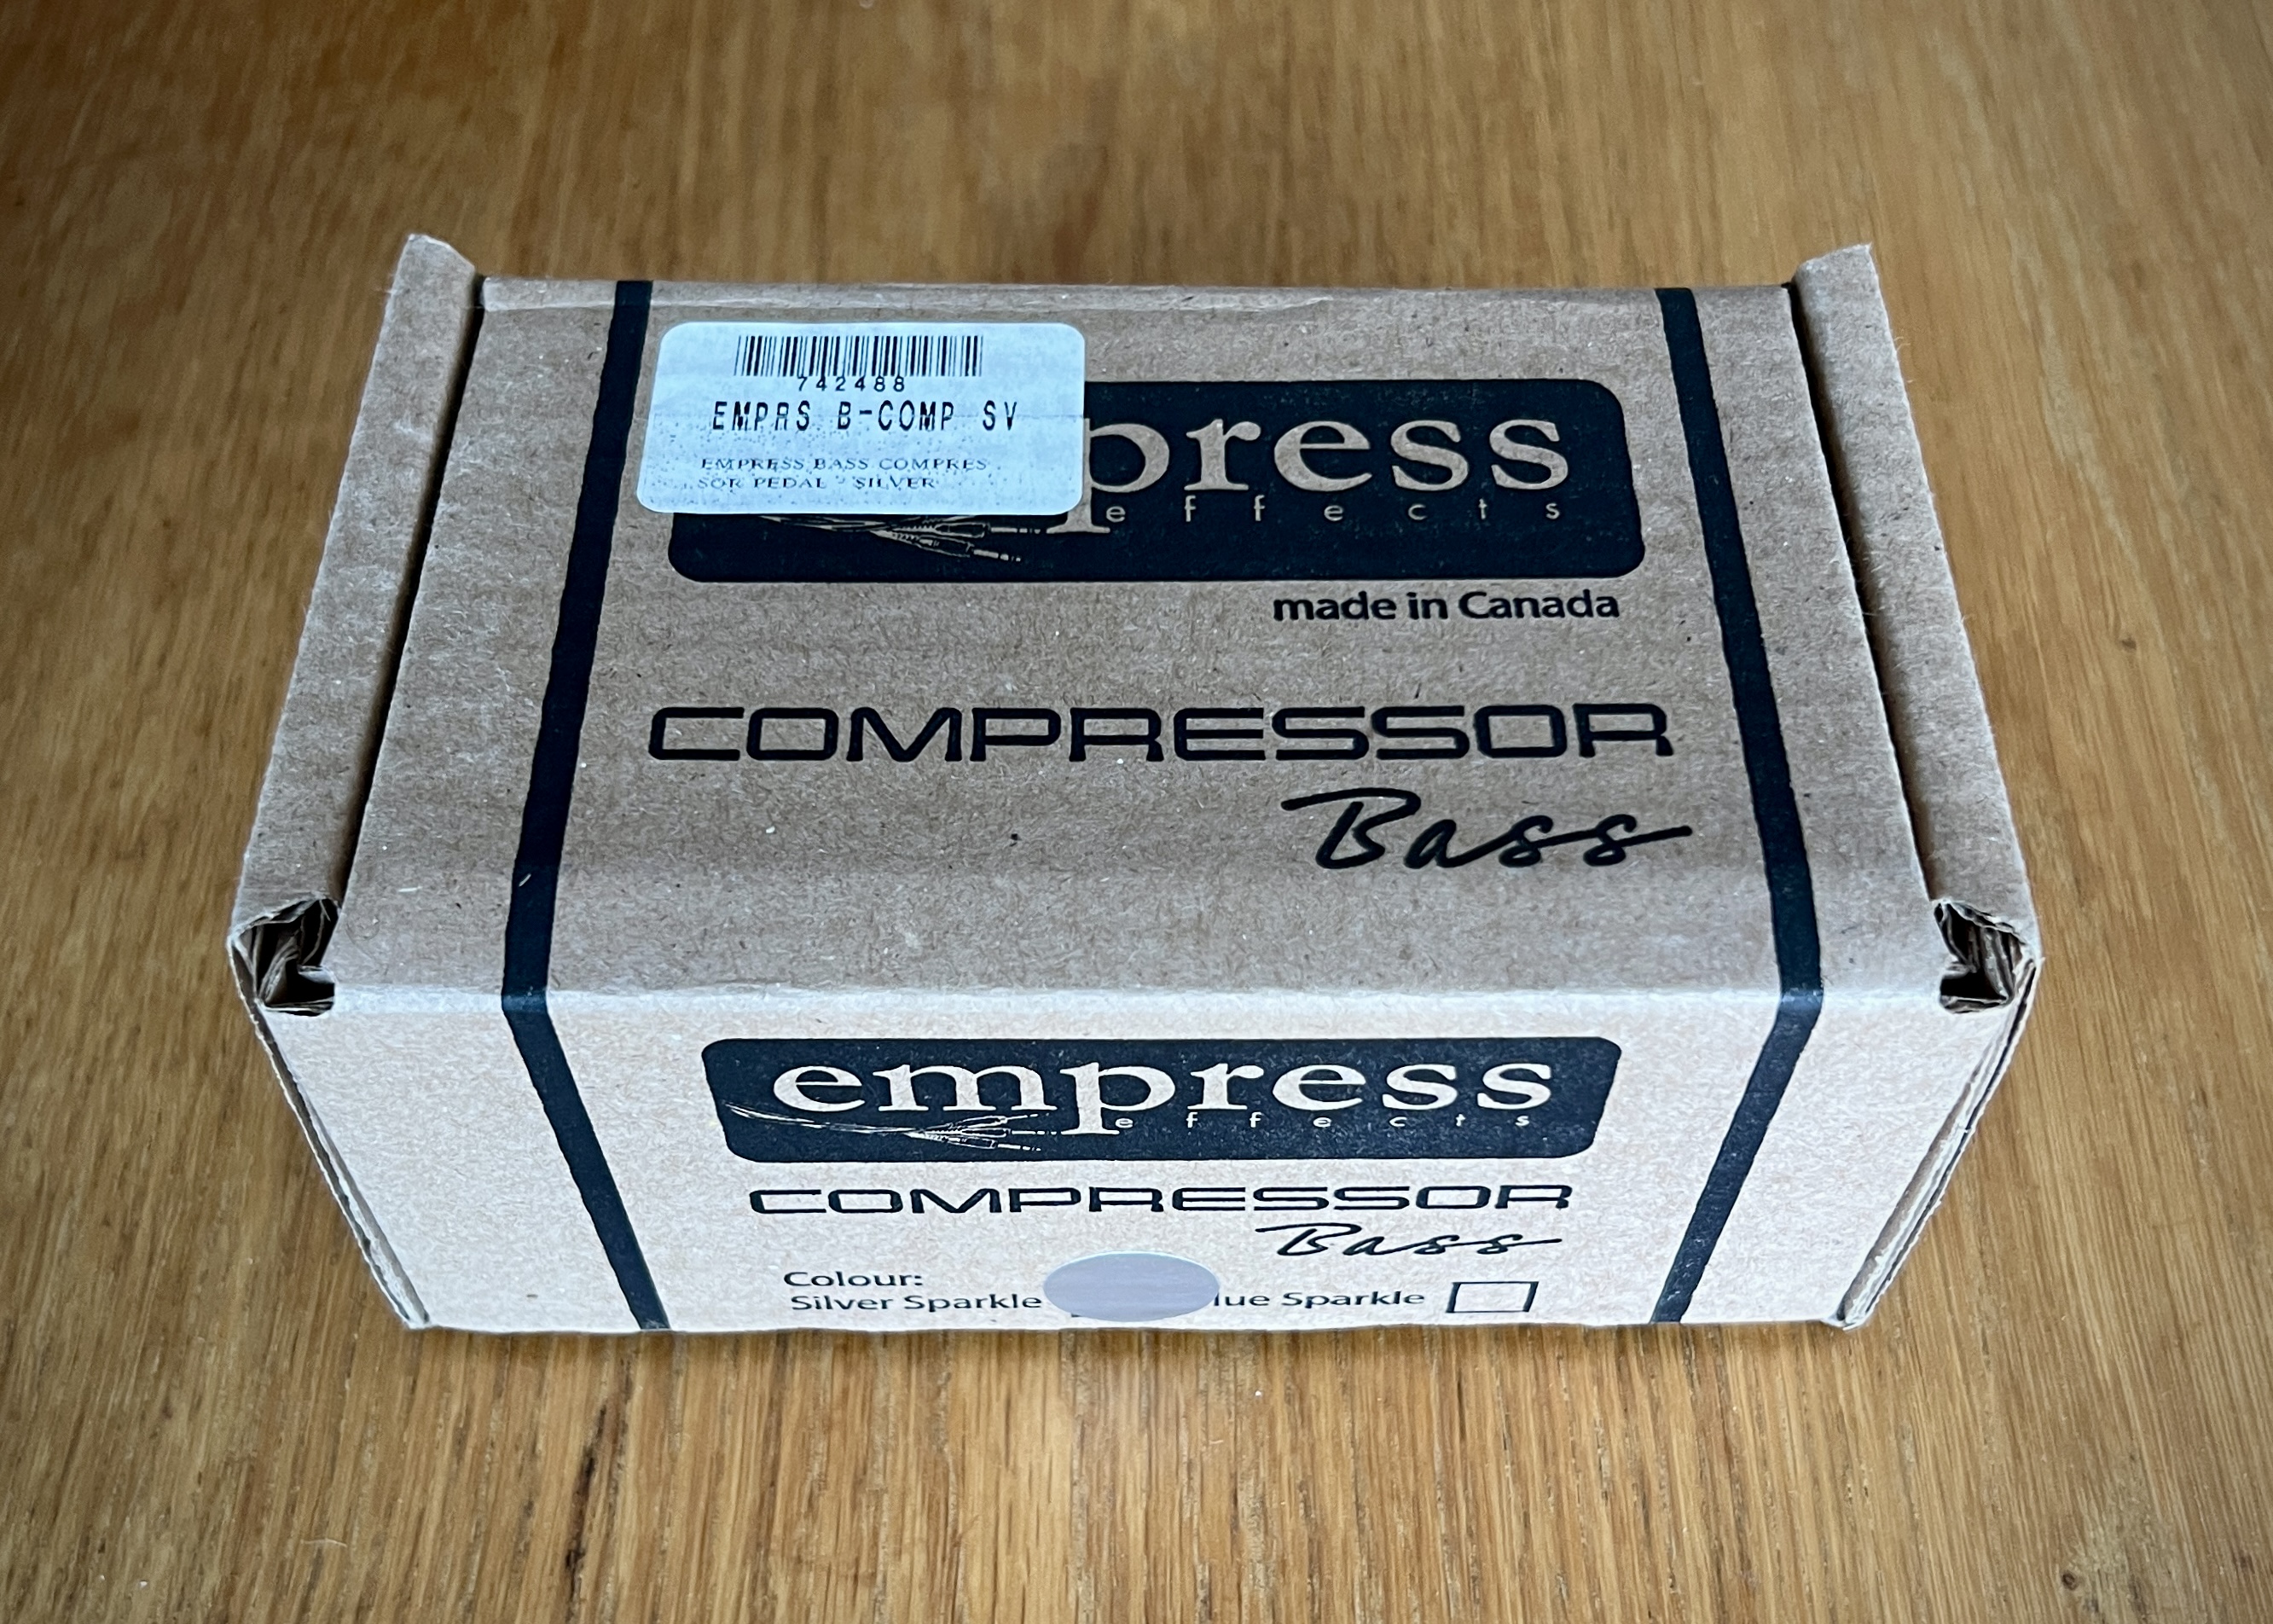 742488
EMPRS B-COMP SV
EMPRESS BASS COMPRES
SOR PEDAL - SILVER
press
effects
made in Canada
COMPRESSOR
Bass
empress
effects
COMPRESSOR
Bass
Colour:
Silver Sparkle lue Sparkle